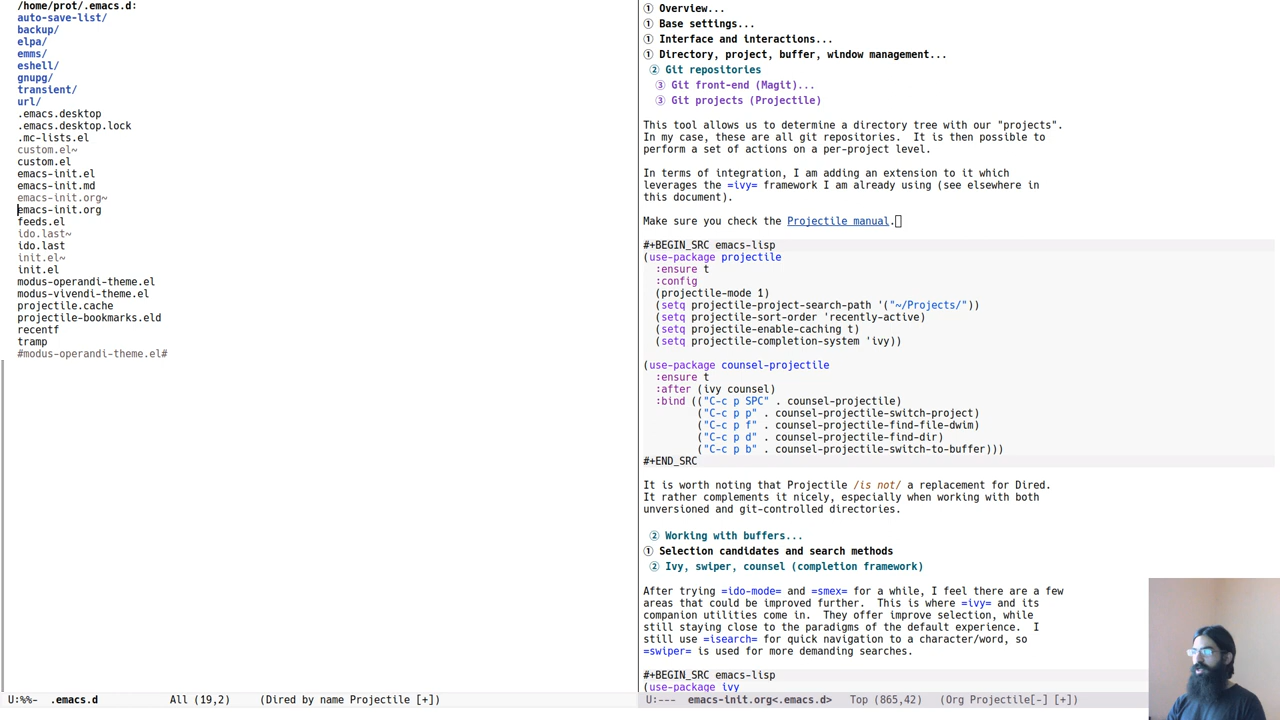 /home/prot/.emacs.d:
auto-save-list/
backup/
elpa/
emms/
eshell/
gnupg/
transient/
url/
.emacs.desktop
.emacs.desktop.lock
.mc-lists.el
custom.el~
custom.el
emacs-init.el
emacs-init.md
emacs-init.org~
emacs-init.org
feeds.el
ido.last~
ido.last
init.el~
init.el
modus-operandi-theme.el
modus-vivendi-theme.el
projectile.cache
projectile-bookmarks.eld
recentf
tramp
#modus-operandi-theme.el#
U:%%-  .emacs.d          All (19,2)     (Dired by name Projectile [+])
① Overview...
① Base settings...
① Interface and interactions...
① Directory, project, buffer, window management...
② Git repositories
③ Git front-end (Magit)...
③ Git projects (Projectile)
This tool allows us to determine a directory tree with our "projects".
In my case, these are all git repositories.  It is then possible to
perform a set of actions on a per-project level.
In terms of integration, I am adding an extension to it which
leverages the =ivy= framework I am already using (see elsewhere in
this document).
Make sure you check the Projectile manual.
#+BEGIN_SRC emacs-lisp
(use-package projectile
  :ensure t
  :config
  (projectile-mode 1)
  (setq projectile-project-search-path '("~/Projects/"))
  (setq projectile-sort-order 'recently-active)
  (setq projectile-enable-caching t)
  (setq projectile-completion-system 'ivy))
(use-package counsel-projectile
  :ensure t
  :after (ivy counsel)
  :bind (("C-c p SPC" . counsel-projectile)
         ("C-c p p" . counsel-projectile-switch-project)
         ("C-c p f" . counsel-projectile-find-file-dwim)
         ("C-c p d" . counsel-projectile-find-dir)
         ("C-c p b" . counsel-projectile-switch-to-buffer)))
#+END_SRC
It is worth noting that Projectile /is not/ a replacement for Dired.
It rather complements it nicely, especially when working with both
unversioned and git-controlled directories.
② Working with buffers...
① Selection candidates and search methods
② Ivy, swiper, counsel (completion framework)
After trying =ido-mode= and =smex= for a while, I feel there are a few
areas that could be improved further.  This is where =ivy= and its
companion utilities come in.  They offer improve selection, while
still staying close to the paradigms of the default experience.  I
still use =isearch= for quick navigation to a character/word, so
=swiper= is used for more demanding searches.
#+BEGIN_SRC emacs-lisp
(use-package ivy
U:---  emacs-init.org<.emacs.d>   Top (865,42)   (Org Projectile[-] [+])